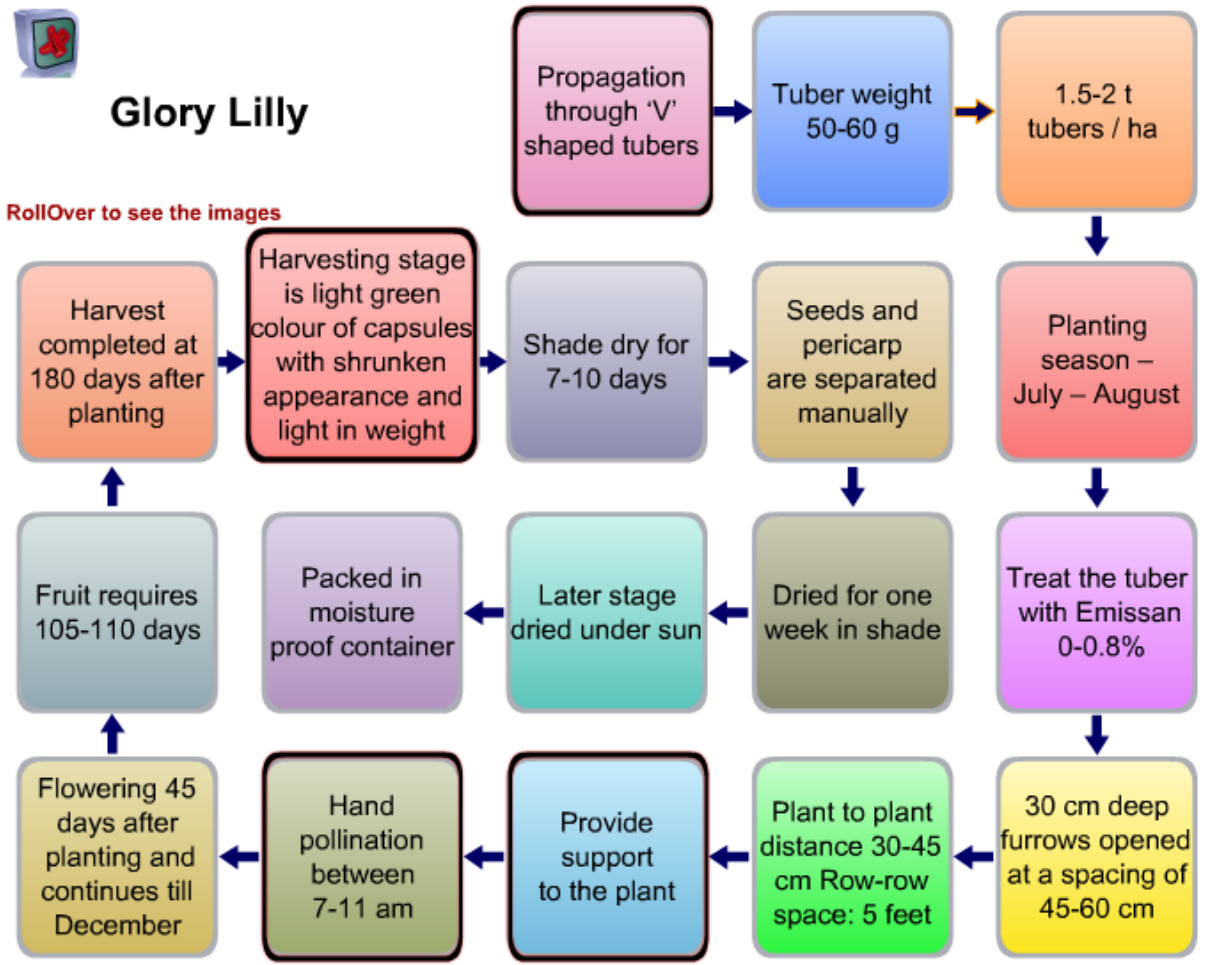 Glory Lilly
RollOver to see the images
Propagation
through ‘V’
shaped tubers
Tuber weight
50-60 g
1.5-2 t
tubers / ha
Planting
season –
July – August
Treat the tuber
with Emissan
0-0.8%
30 cm deep
furrows opened
at a spacing of
45-60 cm
Plant to plant
distance 30-45
cm Row-row
space: 5 feet
Provide
support
to the plant
Hand
pollination
between
7-11 am
Flowering 45
days after
planting and
continues till
December
Fruit requires
105-110 days
Harvest
completed at
180 days after
planting
Harvesting stage
is light green
colour of capsules
with shrunken
appearance and
light in weight
Shade dry for
7-10 days
Seeds and
pericarp
are separated
manually
Dried for one
week in shade
Later stage
dried under sun
Packed in
moisture
proof container